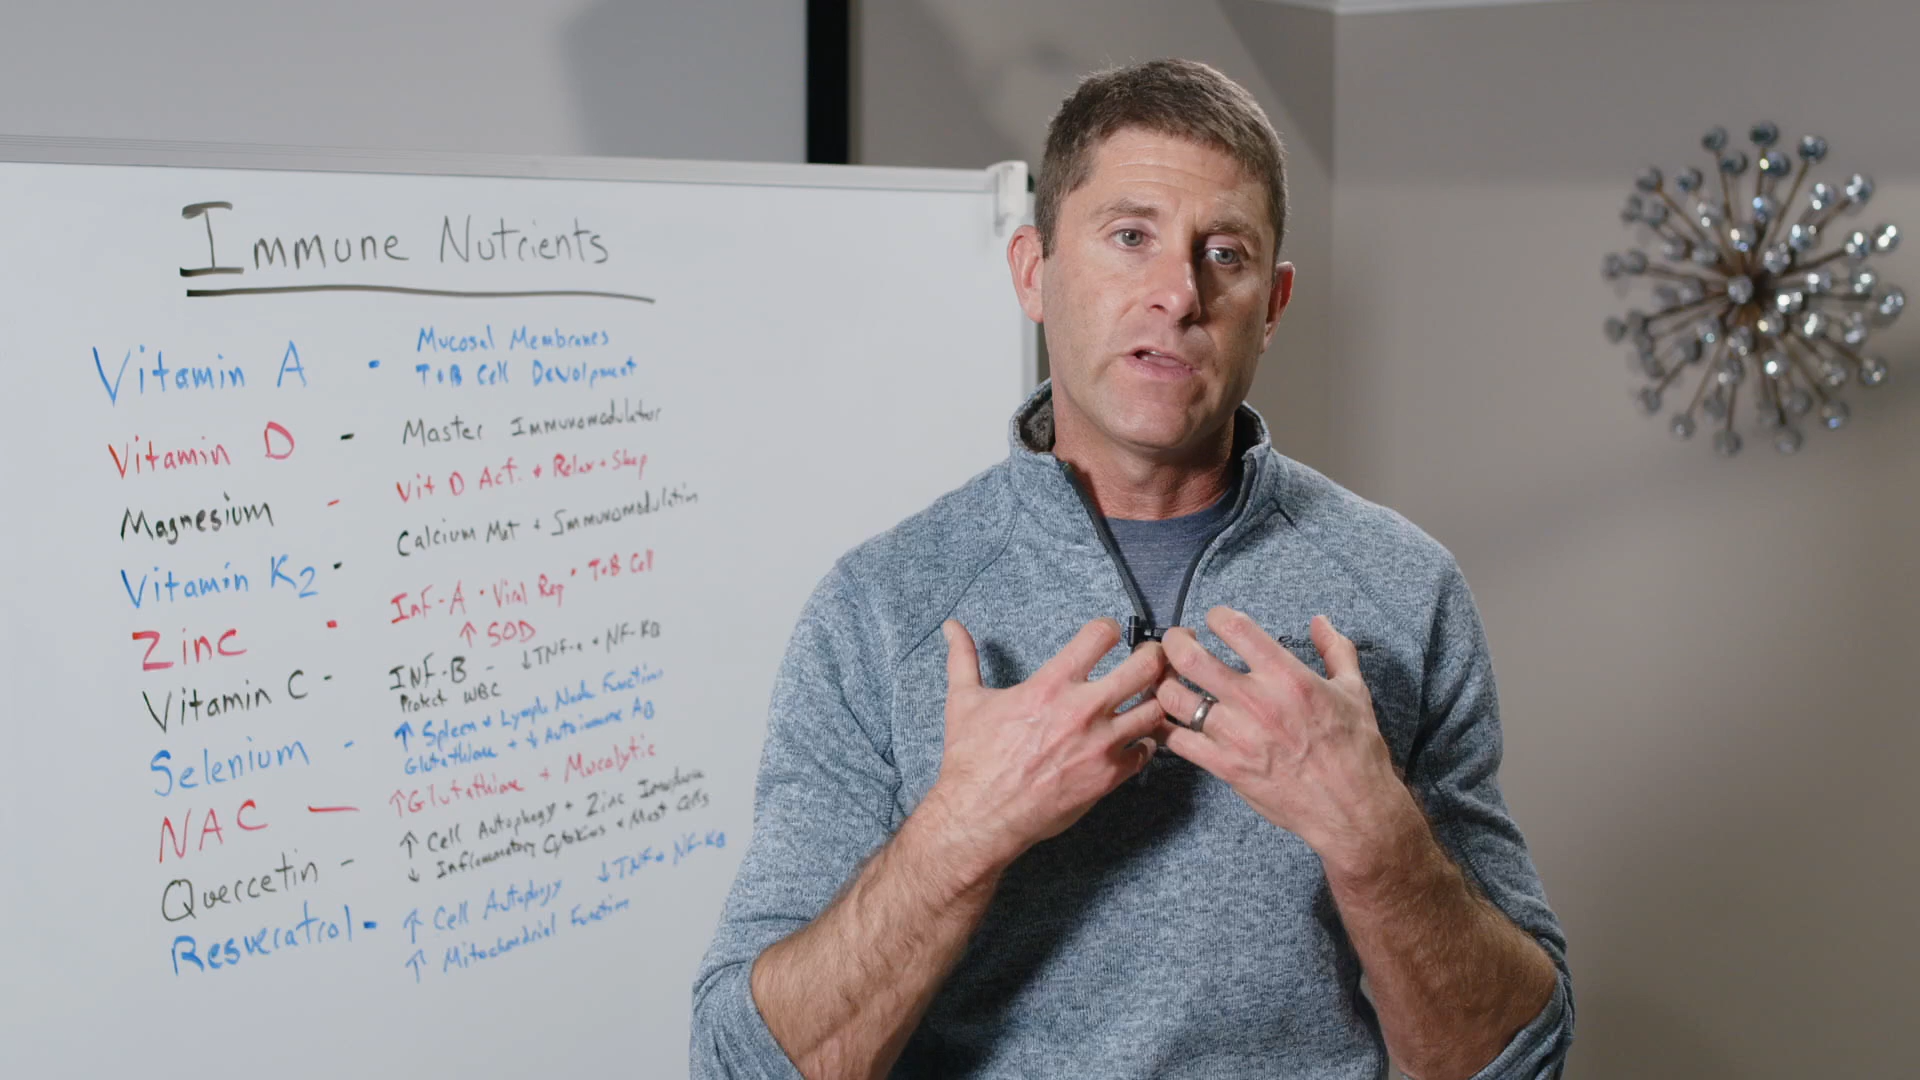 Immune Nutrients
Vitamin A - Mucosal Membranes
T+B Cell Devolpment
Vitamin D - Master Immunomodulator
Magnesium - Vit D Act. + Relax + Sleep
Vitamin K2 - Calcium Met + Immunomodulation
Zinc - INF-A • Viral Rep • T+B Cell
↑ SOD
Vitamin C - INF-B - ↓TNF-α + NF-KB
Protect WBC
Selenium - ↑ Spleen + Lymph Node Function
Glutathione + ↓ Autoimmune AB
NAC - ↑Glutathione + Mucolytic
Quercetin - ↑ Cell Autophagy + Zinc
↓ Inflammatory Cytokines + Mast Cells
Resveratrol - ↑ Cell Autophagy ↓TNF + NF-KB
↑ Mitochondrial Function